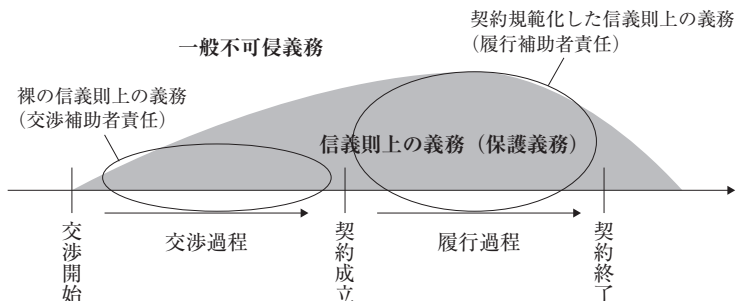 契約規範化した信義則上の義務
（履行補助者責任）
一般不可侵義務
裸の信義則上の義務
（交渉補助者責任）
信義則上の義務（保護義務）
交渉開始
交渉過程
契約成立
履行過程
契約終了